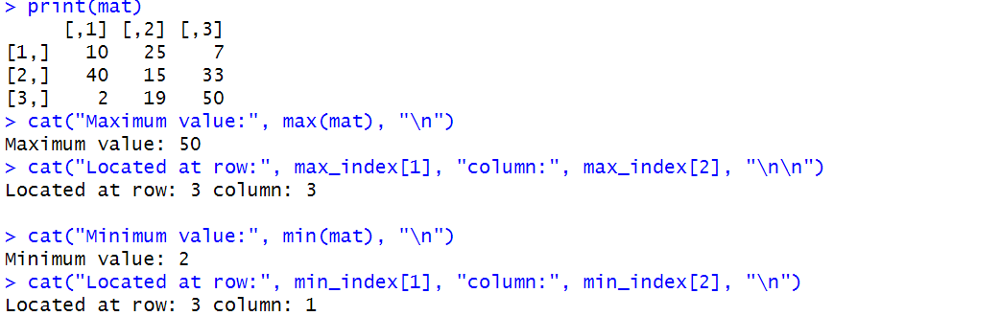 > print(mat)
     [,1] [,2] [,3]
[1,]   10   25    7
[2,]   40   15   33
[3,]    2   19   50
> cat("Maximum value:", max(mat), "\n")
Maximum value: 50
> cat("Located at row:", max_index[1], "column:", max_index[2], "\n\n")
Located at row: 3 column: 3

> cat("Minimum value:", min(mat), "\n")
Minimum value: 2
> cat("Located at row:", min_index[1], "column:", min_index[2], "\n")
Located at row: 3 column: 1